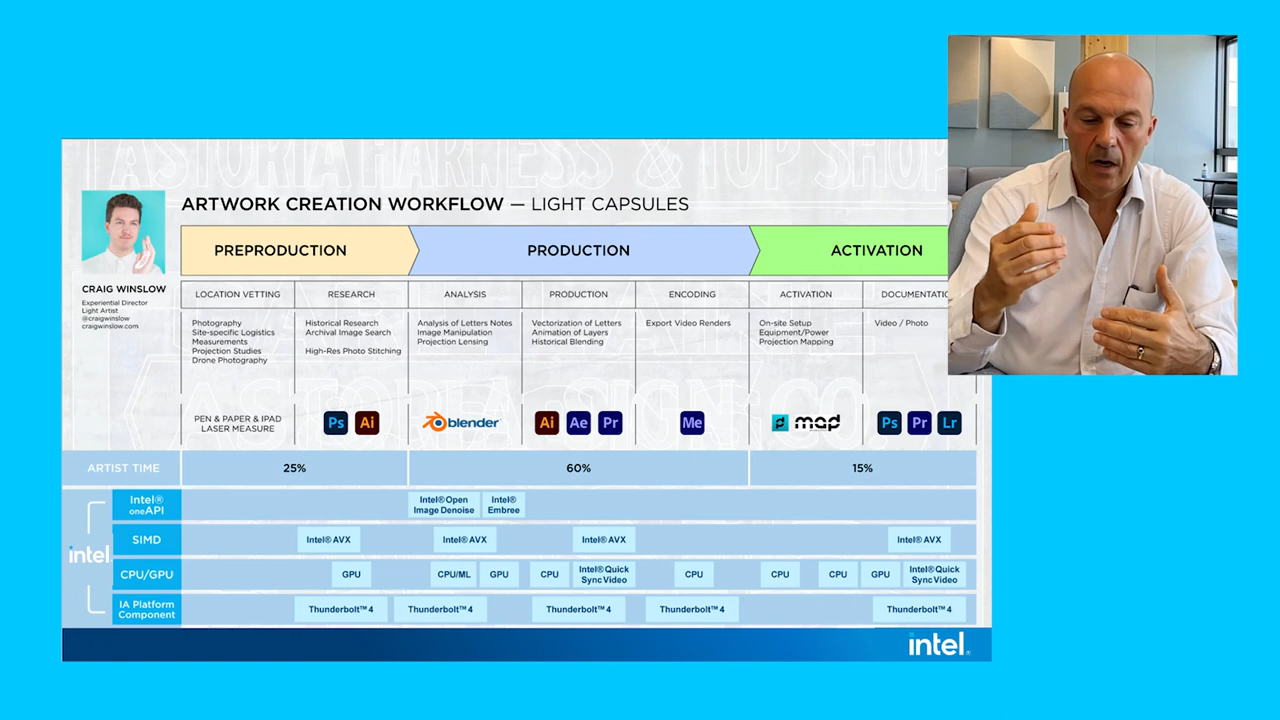 TASTORIA HARNESS & TOP SHOP
ARTWORK CREATION WORKFLOW — LIGHT CAPSULES
PREPRODUCTION
PRODUCTION
ACTIVATION
CRAIG WINSLOW
Experiential Director
Light Artist
@craigwinslow
craigwinslow.com
LOCATION VETTING
RESEARCH
ANALYSIS
PRODUCTION
ENCODING
ACTIVATION
DOCUMENTATIO
Photography
Site-specific Logistics
Measurements
Projection Studies
Drone Photography
Historical Research
Archival Image Search
High-Res Photo Stitching
Analysis of Letters Notes
Image Manipulation
Projection Lensing
Vectorization of Letters
Animation of Layers
Historical Blending
Export Video Renders
On-site Setup
Equipment/Power
Projection Mapping
Video / Photo
ASTORIA SIGN CO
PEN & PAPER & IPAD
LASER MEASURE
Ps Ai
blender
Ai Ae Pr
Me
map
Ps Pr Lr
ARTIST TIME 25% 60% 15%
intel
Intel®
oneAPI
Intel® Open
Image Denoise
Intel®
Embree
SIMD
Intel® AVX
Intel® AVX
Intel® AVX
Intel® AVX
CPU/GPU
GPU
CPU/ML
GPU
CPU
Intel® Quick
Sync Video
CPU
CPU
CPU
GPU
Intel® Quick
Sync Video
IA Platform
Component
Thunderbolt™ 4
Thunderbolt™ 4
Thunderbolt™ 4
Thunderbolt™ 4
Thunderbolt™ 4
intel®